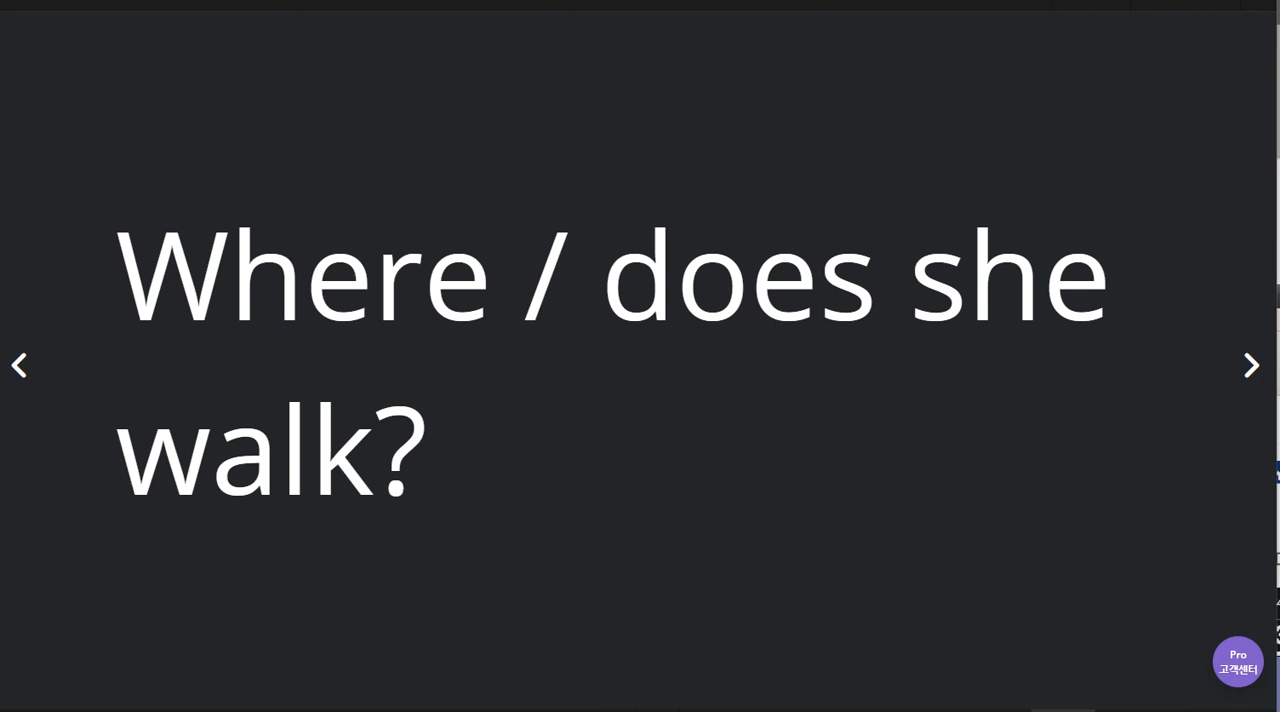 Where / does she
walk?
Pro
고객센터